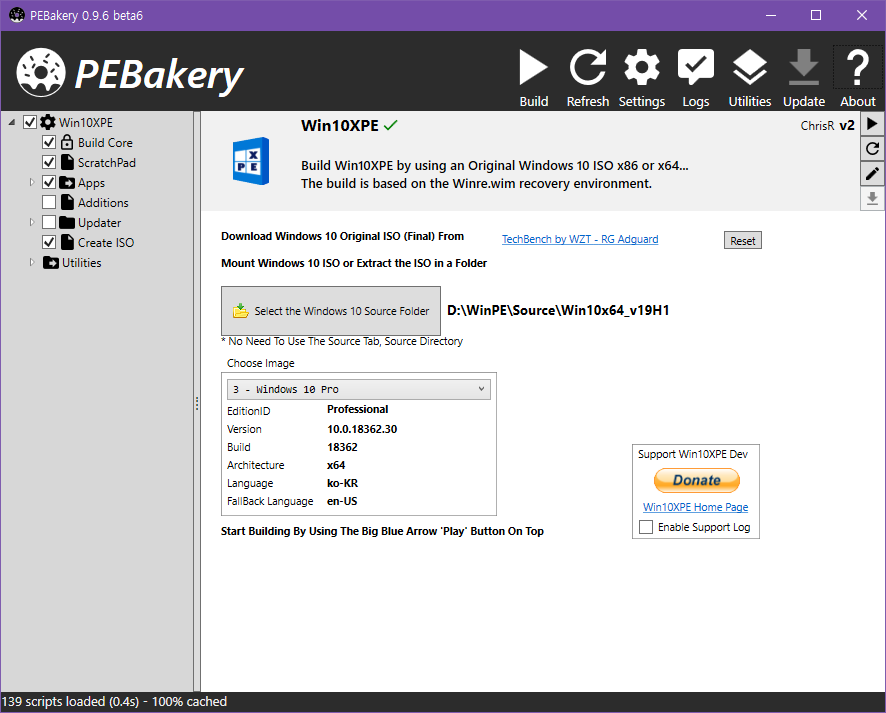 PEBakery 0.9.6 beta6
PEBakery
Build
Refresh
Settings
Logs
Utilities
Update
About
Win10XPE
Build Core
ScratchPad
Apps
Additions
Updater
Create ISO
Utilities
X
P E
Win10XPE
ChrisR v2
Build Win10XPE by using an Original Windows 10 ISO x86 or x64...
The build is based on the Winre.wim recovery environment.
Download Windows 10 Original ISO (Final) From
TechBench by WZT - RG Adguard
Reset
Mount Windows 10 ISO or Extract the ISO in a Folder
Select the Windows 10 Source Folder
D:\WinPE\Source\Win10x64_v19H1
* No Need To Use The Source Tab, Source Directory
Choose Image
3 - Windows 10 Pro
EditionID Professional
Version 10.0.18362.30
Build 18362
Architecture x64
Language ko-KR
FallBack Language en-US
Start Building By Using The Big Blue Arrow 'Play' Button On Top
Support Win10XPE Dev
Donate
Win10XPE Home Page
Enable Support Log
139 scripts loaded (0.4s) - 100% cached